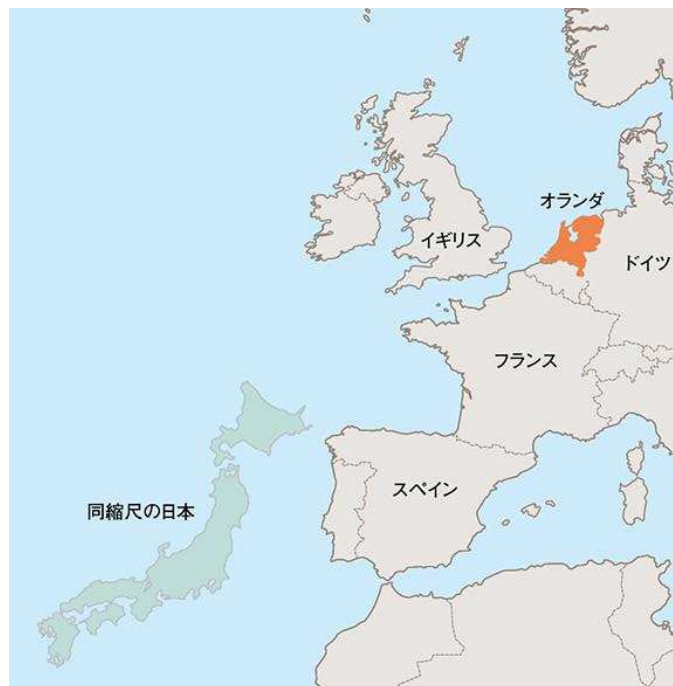 オランダ
イギリス
ドイツ
フランス
スペイン
同縮尺の日本